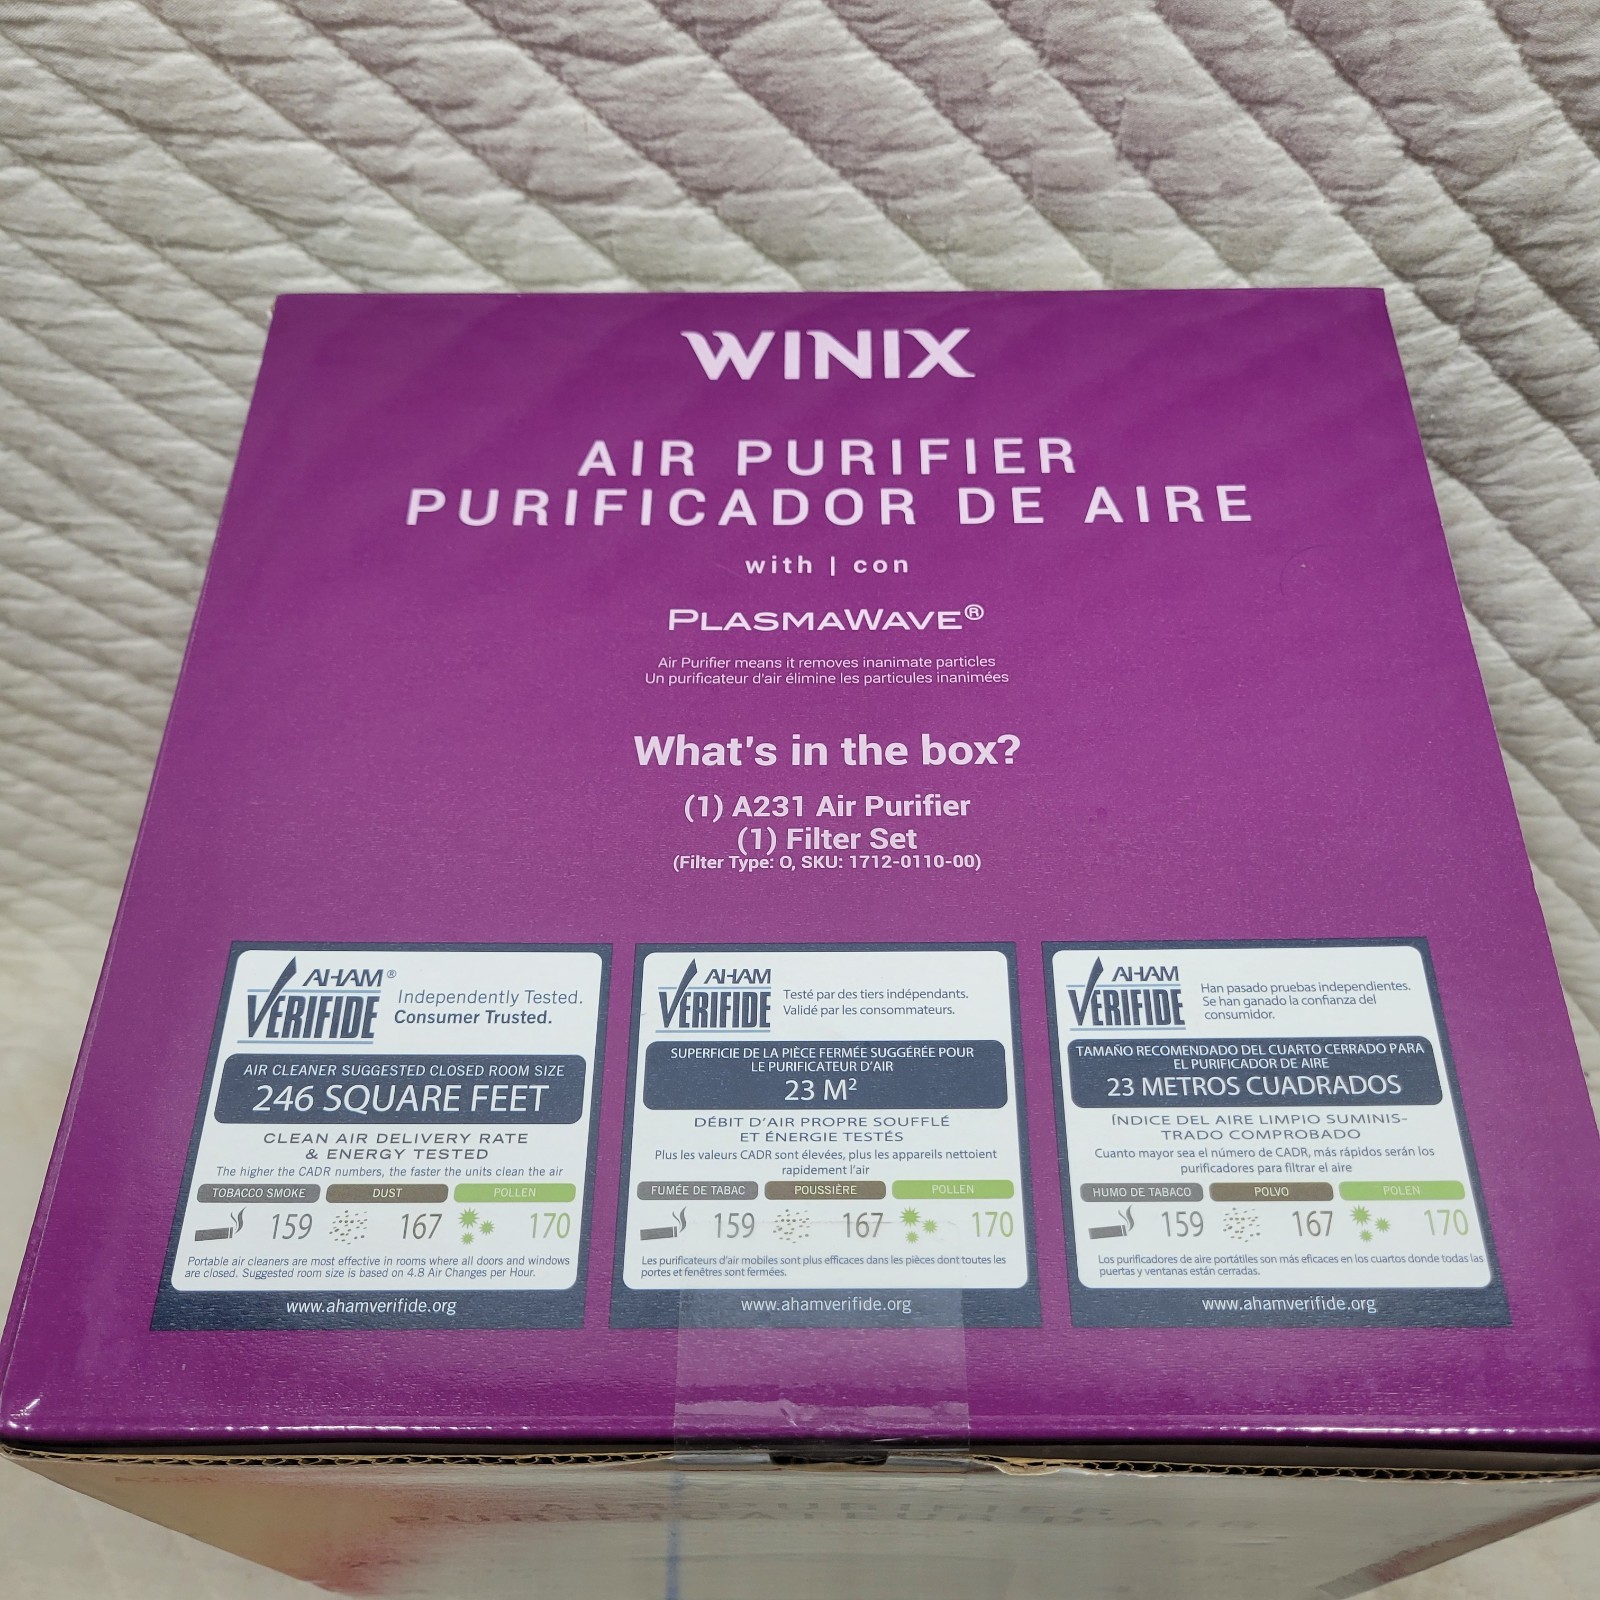 WINIX
AIR PURIFIER
PURIFICADOR DE AIRE
with | con
PLASMAWAVE®
Air Purifier means it removes inanimate particles
Un purificateur d'air élimine les particules inanimées
What's in the box?
(1) A231 Air Purifier
(1) Filter Set
(Filter Type: O, SKU: 1712-0110-00)
AHAM®
VERIFIDE
Independently Tested.
Consumer Trusted.
AIR CLEANER SUGGESTED CLOSED ROOM SIZE
246 SQUARE FEET
CLEAN AIR DELIVERY RATE
& ENERGY TESTED
The higher the CADR numbers, the faster the units clean the air
TOBACCO SMOKE DUST POLLEN
159 167 170
Portable air cleaners are most effective in rooms where all doors and windows
are closed. Suggested room size is based on 4.8 Air Changes per Hour.
www.ahamverifide.org
AHAM
VERIFIDE
Testé par des tiers indépendants.
Validé par les consommateurs.
SUPERFICIE DE LA PIÈCE FERMÉE SUGGÉRÉE POUR
LE PURIFICATEUR D'AIR
23 M²
DÉBIT D'AIR PROPRE SOUFFLÉ
ET ÉNERGIE TESTÉS
Plus les valeurs CADR sont élevées, plus les appareils nettoient
rapidement l'air
FUMÉE DE TABAC POUSSIÈRE POLLEN
159 167 170
Les purificateurs d'air mobiles sont plus efficaces dans les pièces dont toutes les
portes et fenêtres sont fermées.
www.ahamverifide.org
AHAM
VERIFIDE
Han pasado pruebas independientes.
Se han ganado la confianza del
consumidor.
TAMAÑO RECOMENDADO DEL CUARTO CERRADO PARA
EL PURIFICADOR DE AIRE
23 METROS CUADRADOS
ÍNDICE DEL AIRE LIMPIO SUMINIS-
TRADO COMPROBADO
Cuanto mayor sea el número de CADR, más rápidos serán los
purificadores para filtrar el aire
HUMO DE TABACO POLVO POLEN
159 167 170
Los purificadores de aire portátiles son más eficaces en los cuartos donde todas las
puertas y ventanas están cerradas.
www.ahamverifide.org
AIR PURIFIER
PURIFICATEUR D'AIR